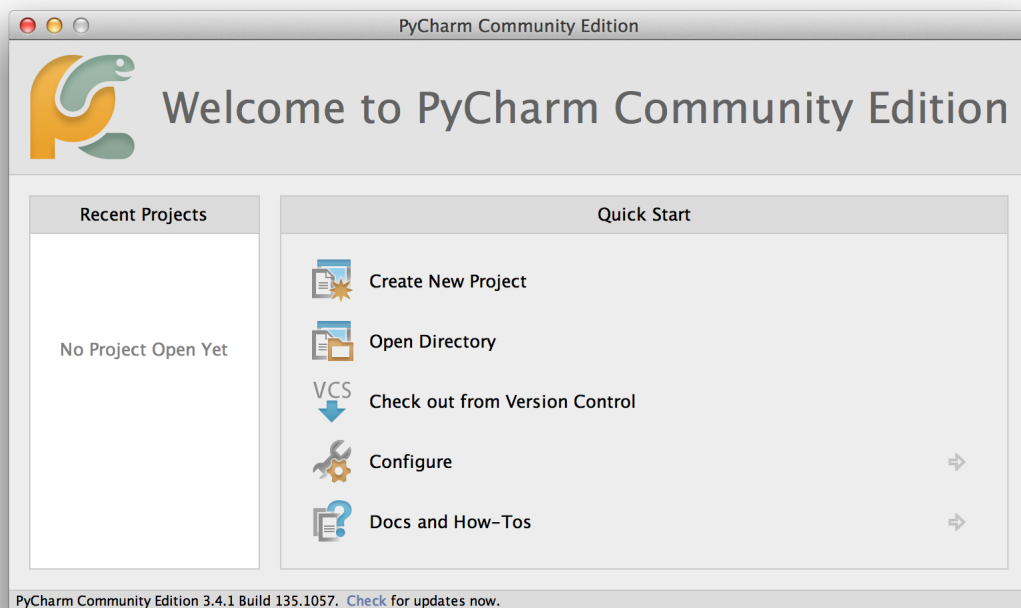 PyCharm Community Edition
Welcome to PyCharm Community Edition
Recent Projects
No Project Open Yet
Quick Start
Create New Project
Open Directory
VCS
Check out from Version Control
Configure
Docs and How-Tos
PyCharm Community Edition 3.4.1 Build 135.1057. Check for updates now.